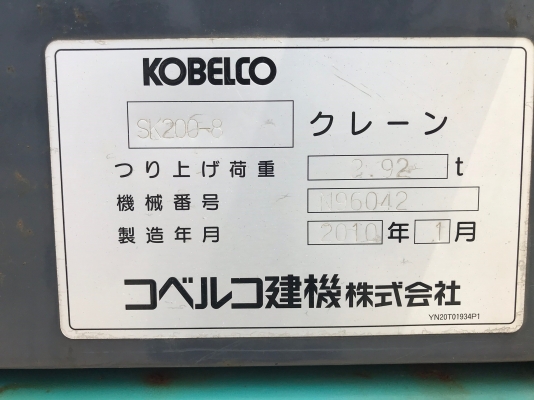 KOBELCO
SK200-8 クレーン
つり上げ荷重 2.92 t
機械番号 M96042
製造年月 2010 年 1 月
コベルコ建機株式会社
YN20T01934P1